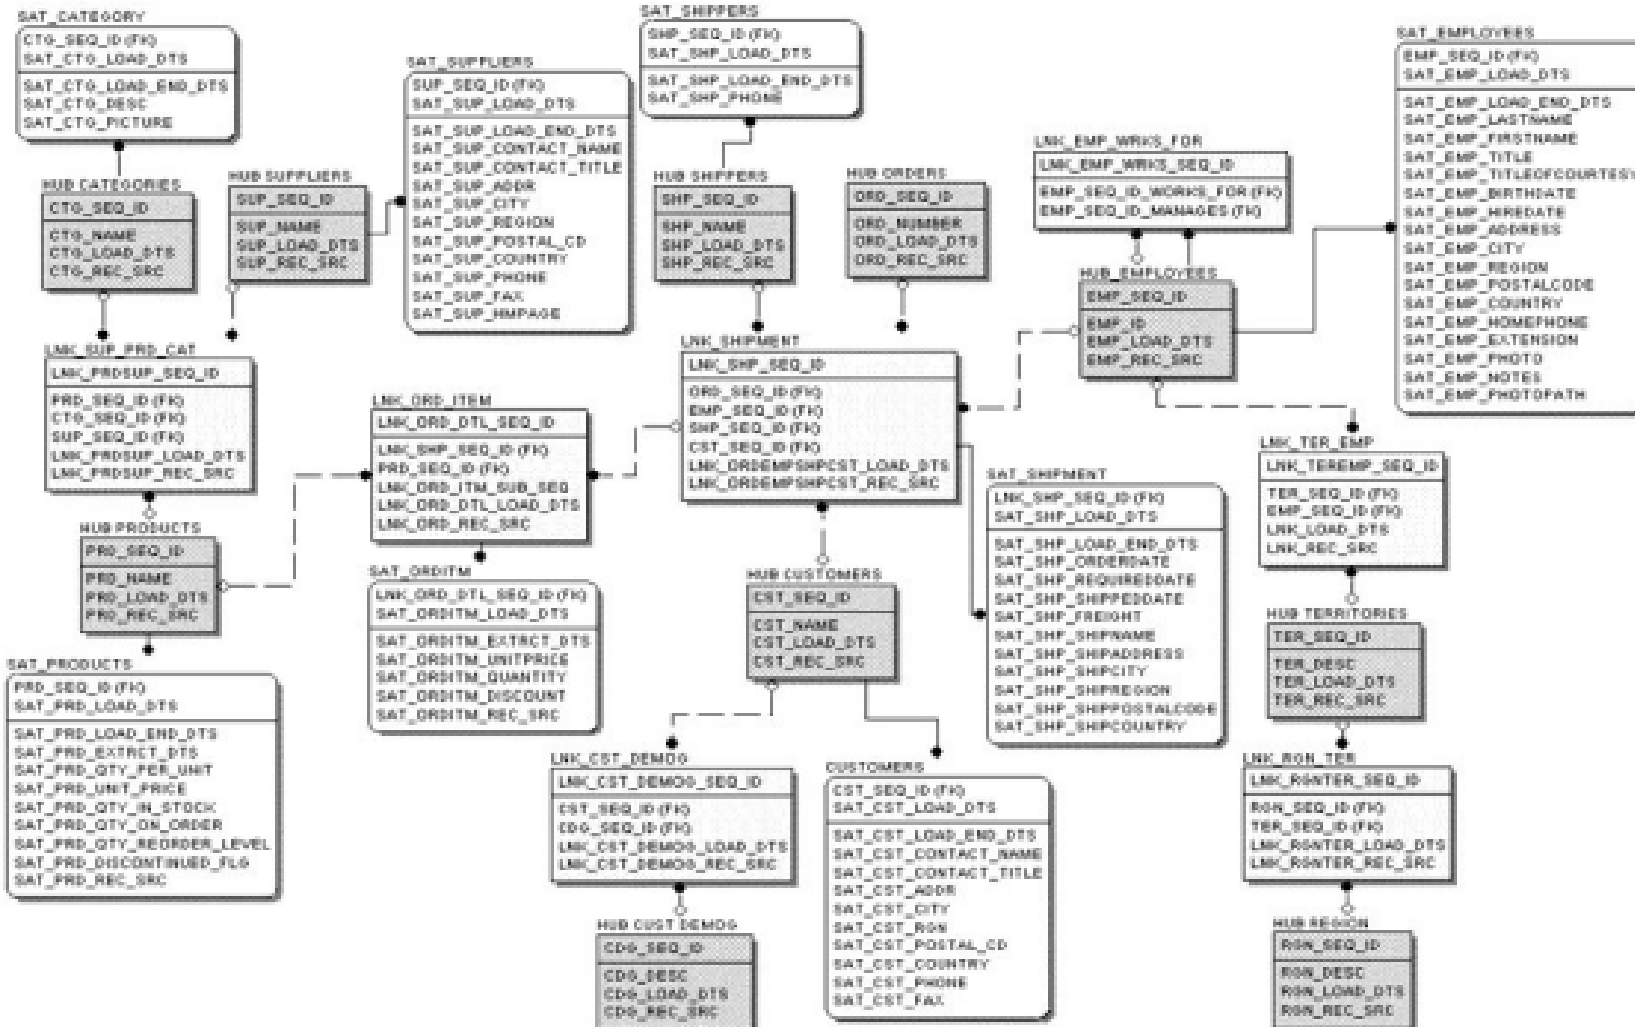 SAT_CATEGORY
CTG_SEQ_ID (FK)
SAT_CTG_LOAD_DTS
SAT_CTG_LOAD_END_DTS
SAT_CTG_DESC
SAT_CTG_PICTURE
SAT_SUPPLIERS
SUP_SEQ_ID (FK)
SAT_SUP_LOAD_DTS
SAT_SUP_LOAD_END_DTS
SAT_SUP_CONTACT_NAME
SAT_SUP_CONTACT_TITLE
SAT_SUP_ADDR
SAT_SUP_CITY
SAT_SUP_REGION
SAT_SUP_POSTAL_CD
SAT_SUP_COUNTRY
SAT_SUP_PHONE
SAT_SUP_FAX
SAT_SUP_HMPAGE
SAT_SHIPPERS
SHP_SEQ_ID (FK)
SAT_SHP_LOAD_DTS
SAT_SHP_LOAD_END_DTS
SAT_SHP_PHONE
SAT_EMPLOYEES
EMP_SEQ_ID (FK)
SAT_EMP_LOAD_DTS
SAT_EMP_LOAD_END_DTS
SAT_EMP_LASTNAME
SAT_EMP_FIRSTNAME
SAT_EMP_TITLE
SAT_EMP_TITLEOFCOURTESY
SAT_EMP_BIRTHDATE
SAT_EMP_HIREDATE
SAT_EMP_ADDRESS
SAT_EMP_CITY
SAT_EMP_REGION
SAT_EMP_POSTALCODE
SAT_EMP_COUNTRY
SAT_EMP_HOMEPHONE
SAT_EMP_EXTENSION
SAT_EMP_PHOTO
SAT_EMP_NOTES
SAT_EMP_PHOTOPATH
HUB CATEGORIES
CTG_SEQ_ID
CTG_NAME
CTG_LOAD_DTS
CTG_REC_SRC
HUB SUPPLIERS
SUP_SEQ_ID
SUP_NAME
SUP_LOAD_DTS
SUP_REC_SRC
HUB SHIPPERS
SHP_SEQ_ID
SHP_NAME
SHP_LOAD_DTS
SHP_REC_SRC
HUB ORDERS
ORD_SEQ_ID
ORD_NUMBER
ORD_LOAD_DTS
ORD_REC_SRC
LNK_EMP_WRKS_FOR
LNK_EMP_WRKS_SEQ_ID
EMP_SEQ_ID_WORKS_FOR (FK)
EMP_SEQ_ID_MANAGES (FK)
HUB_EMPLOYEES
EMP_SEQ_ID
EMP_ID
EMP_LOAD_DTS
EMP_REC_SRC
LNK_SUP_PRD_CAT
LNK_PRDSUP_SEQ_ID
PRD_SEQ_ID (FK)
CTG_SEQ_ID (FK)
SUP_SEQ_ID (FK)
LNK_PRDSUP_LOAD_DTS
LNK_PRDSUP_REC_SRC
LNK_ORD_ITEM
LNK_ORD_DTL_SEQ_ID
LNK_SHP_SEQ_ID (FK)
PRD_SEQ_ID (FK)
LNK_ORD_ITM_SUB_SEQ
LNK_ORD_DTL_LOAD_DTS
LNK_ORD_REC_SRC
LNK_SHIPMENT
LNK_SHP_SEQ_ID
ORD_SEQ_ID (FK)
EMP_SEQ_ID (FK)
SHP_SEQ_ID (FK)
CST_SEQ_ID (FK)
LNK_ORDEMPSHPCST_LOAD_DTS
LNK_ORDEMPSHPCST_REC_SRC
LNK_TER_EMP
LNK_TEREMP_SEQ_ID
TER_SEQ_ID (FK)
EMP_SEQ_ID (FK)
LNK_LOAD_DTS
LNK_REC_SRC
SAT_SHIPMENT
LNK_SHP_SEQ_ID (FK)
SAT_SHP_LOAD_DTS
SAT_SHP_LOAD_END_DTS
SAT_SHP_ORDERDATE
SAT_SHP_REQUIREDDATE
SAT_SHP_SHIPPEDDATE
SAT_SHP_FREIGHT
SAT_SHP_SHIPNAME
SAT_SHP_SHIPADDRESS
SAT_SHP_SHIPCITY
SAT_SHP_SHIPREGION
SAT_SHP_SHIPPOSTALCODE
SAT_SHP_SHIPCOUNTRY
HUB PRODUCTS
PRD_SEQ_ID
PRD_NAME
PRD_LOAD_DTS
PRD_REC_SRC
SAT_ORDITM
LNK_ORD_DTL_SEQ_ID (FK)
SAT_ORDITM_LOAD_DTS
SAT_ORDITM_EXTRCT_DTS
SAT_ORDITM_UNITPRICE
SAT_ORDITM_QUANTITY
SAT_ORDITM_DISCOUNT
SAT_ORDITM_REC_SRC
HUB CUSTOMERS
CST_SEQ_ID
CST_NAME
CST_LOAD_DTS
CST_REC_SRC
HUB TERRITORIES
TER_SEQ_ID
TER_DESC
TER_LOAD_DTS
TER_REC_SRC
SAT_PRODUCTS
PRD_SEQ_ID (FK)
SAT_PRD_LOAD_DTS
SAT_PRD_LOAD_END_DTS
SAT_PRD_EXTRCT_DTS
SAT_PRD_QTY_PER_UNIT
SAT_PRD_UNIT_PRICE
SAT_PRD_QTY_IN_STOCK
SAT_PRD_QTY_ON_ORDER
SAT_PRD_QTY_REORDER_LEVEL
SAT_PRD_DISCONTINUED_FLG
SAT_PRD_REC_SRC
LNK_CST_DEMOG
LNK_CST_DEMOG_SEQ_ID
CST_SEQ_ID (FK)
CDG_SEQ_ID (FK)
LNK_CST_DEMOG_LOAD_DTS
LNK_CST_DEMOG_REC_SRC
CUSTOMERS
CST_SEQ_ID (FK)
SAT_CST_LOAD_DTS
SAT_CST_LOAD_END_DTS
SAT_CST_CONTACT_NAME
SAT_CST_CONTACT_TITLE
SAT_CST_ADDR
SAT_CST_CITY
SAT_CST_RGN
SAT_CST_POSTAL_CD
SAT_CST_COUNTRY
SAT_CST_PHONE
SAT_CST_FAX
LNK_RGN_TER
LNK_RGNTER_SEQ_ID
RGN_SEQ_ID (FK)
TER_SEQ_ID (FK)
LNK_RGNTER_LOAD_DTS
LNK_RGNTER_REC_SRC
HUB CUST DEMOG
CDG_SEQ_ID
CDG_DESC
CDG_LOAD_DTS
CDG_REC_SRC
HUB REGION
RGN_SEQ_ID
RGN_DESC
RGN_LOAD_DTS
RGN_REC_SRC